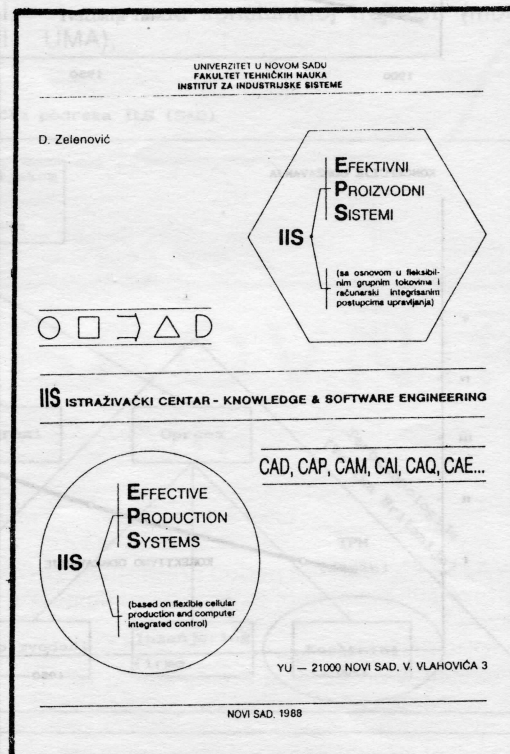 UNIVERZITET U NOVOM SADU
FAKULTET TEHNIČKIH NAUKA
INSTITUT ZA INDUSTRIJSKE SISTEME
D. Zelenović
EFEKTIVNI
PROIZVODNI
SISTEMI
IIS
(sa osnovom u fleksibil-
nim grupnim tokovima i
računarski integrisanim
postupcima upravljanja)
IIS ISTRAŽIVAČKI CENTAR - KNOWLEDGE & SOFTWARE ENGINEERING
CAD, CAP, CAM, CAI, CAQ, CAE...
EFFECTIVE
PRODUCTION
SYSTEMS
IIS
(based on flexible cellular
production and computer
integrated control)
YU — 21000 NOVI SAD, V. VLAHOVIĆA 3
NOVI SAD, 1988